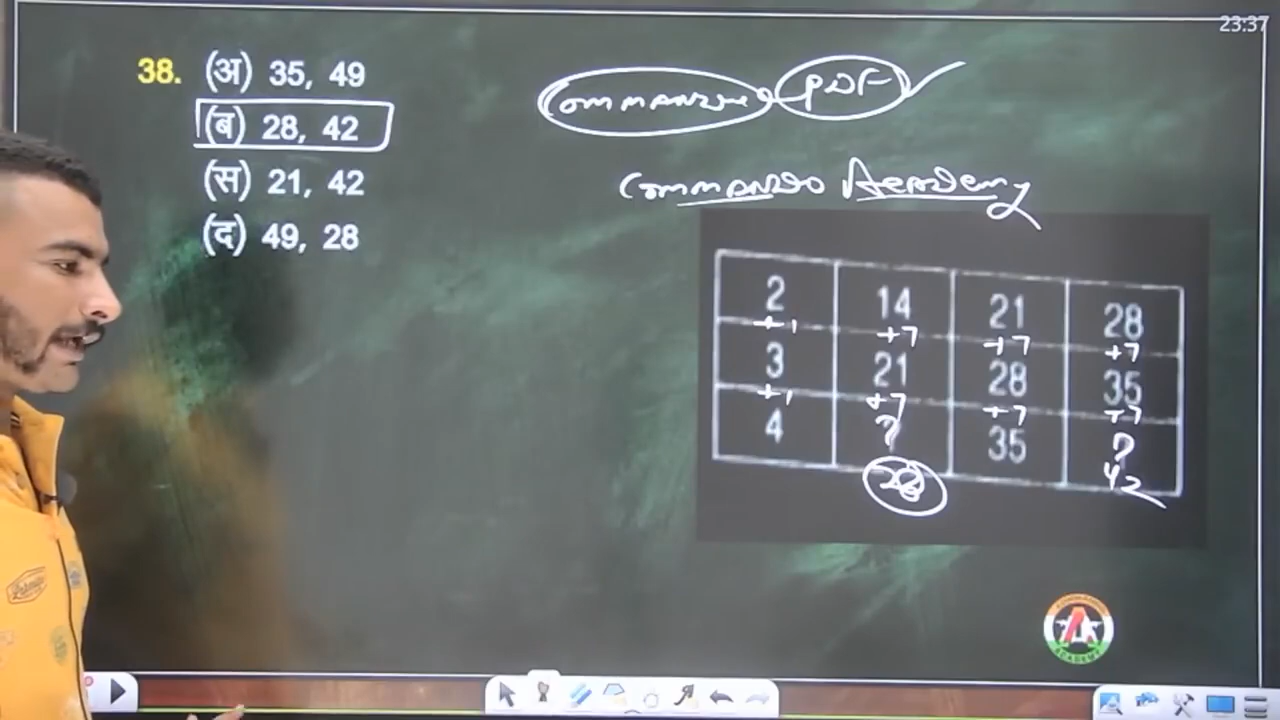 23:37
38. (अ) 35, 49
(ब) 28, 42
(स) 21, 42
(द) 49, 28
PDF
Commando Academy
2 14 21 28
+1 +7 +7 +7
3 21 28 35
+1 +7 +7 +7
4 ? 35 ?
28 42
ACADEMY